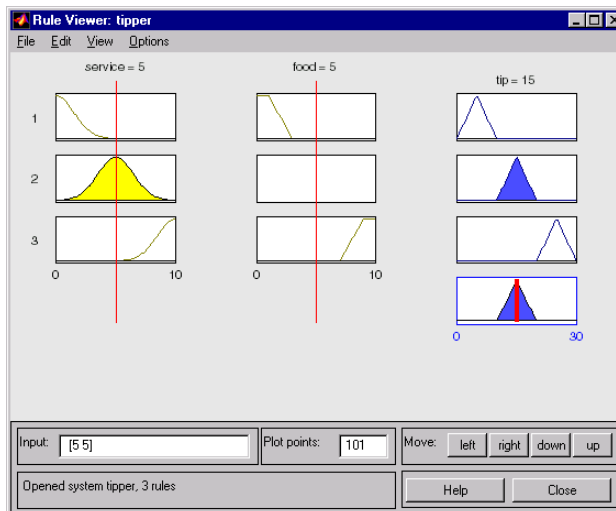 Rule Viewer: tipper
File Edit View Options
service = 5 food = 5 tip = 15
1
2
3
0 10 0 10
0 30
Input: [5 5] Plot points: 101 Move: left right down up
Opened system tipper, 3 rules Help Close